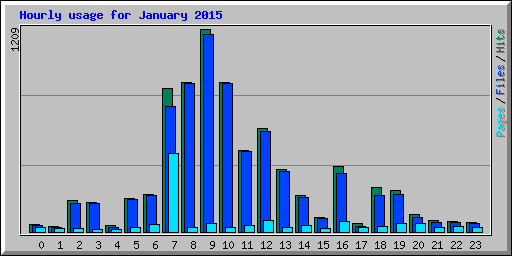 Hourly usage for January 2015
1209
Pages / Files / Hits
0 1 2 3 4 5 6 7 8 9 10 11 12 13 14 15 16 17 18 19 20 21 22 23